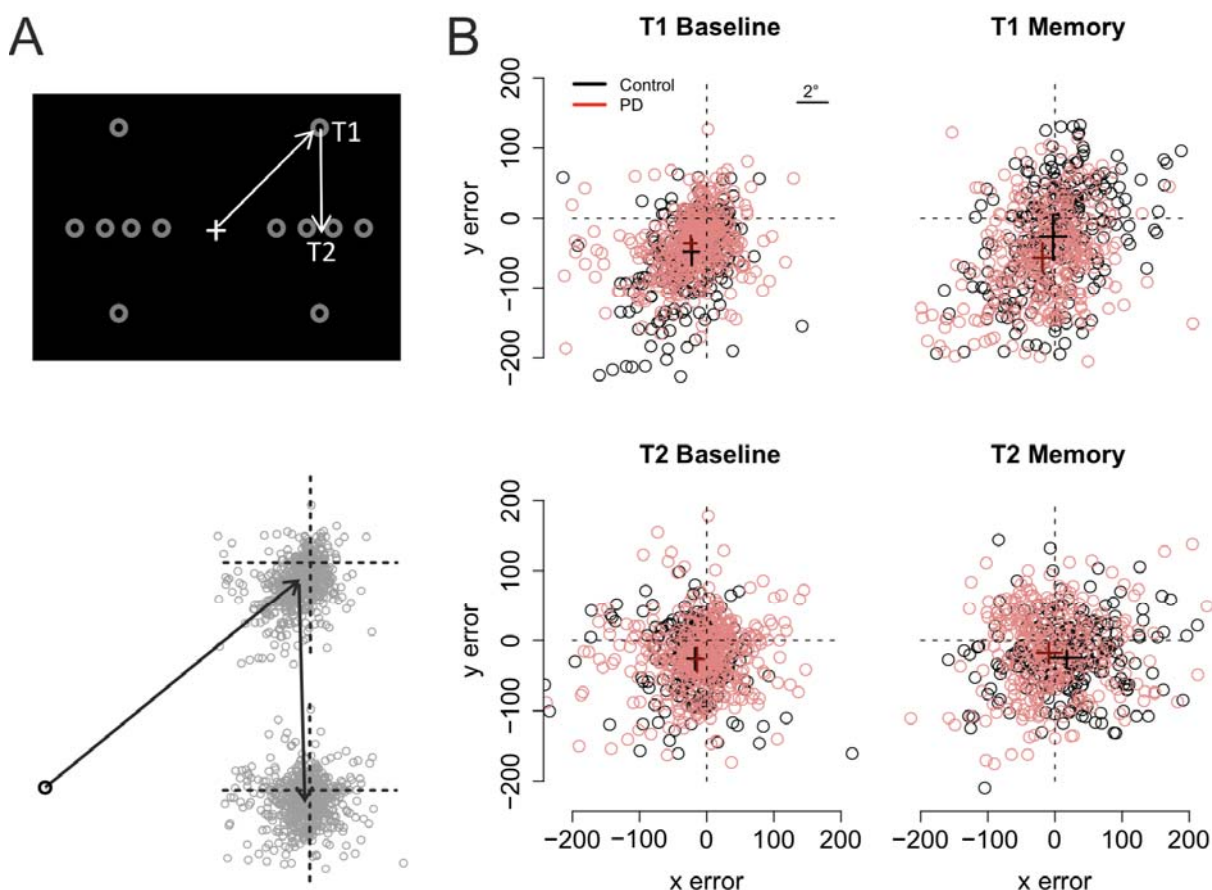 A
T1
T2
B
T1 Baseline
T1 Memory
Control
PD
2°
y error
200
100
0
−100
−200
T2 Baseline
T2 Memory
y error
200
100
0
−100
−200
−200 −100 0 100 200
−200 −100 0 100 200
x error
x error